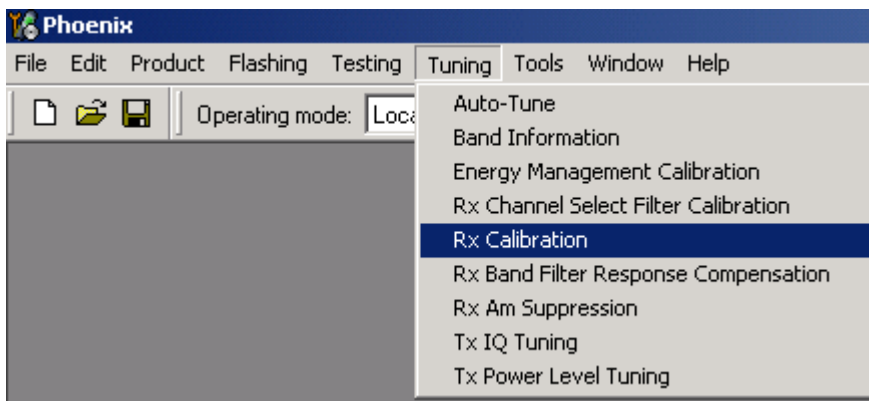 Phoenix
File Edit Product Flashing Testing Tuning Tools Window Help
Operating mode:
Auto-Tune
Band Information
Energy Management Calibration
Rx Channel Select Filter Calibration
Rx Calibration
Rx Band Filter Response Compensation
Rx Am Suppression
Tx IQ Tuning
Tx Power Level Tuning